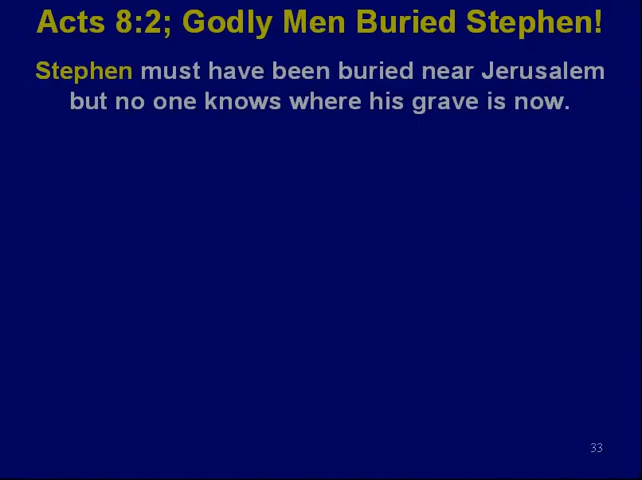 Acts 8:2; Godly Men Buried Stephen!
Stephen must have been buried near Jerusalem
but no one knows where his grave is now.
33